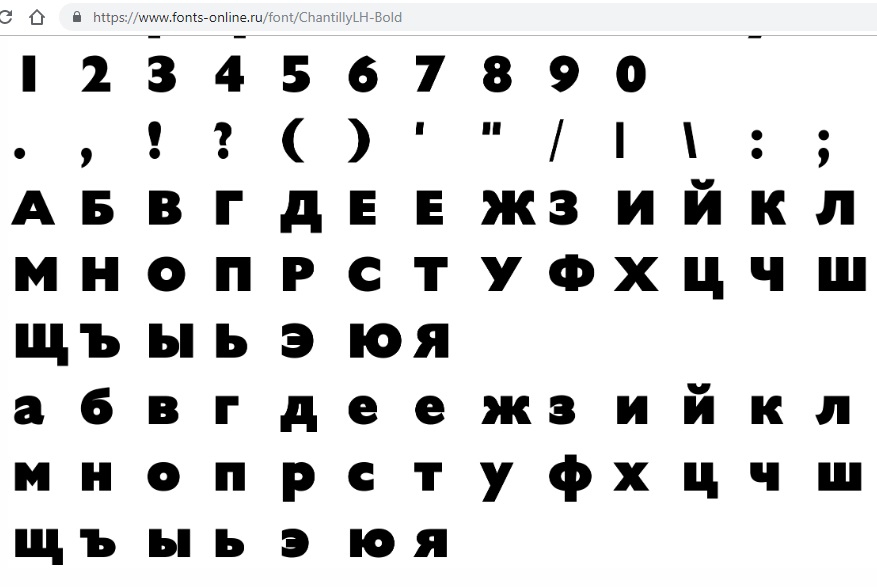 https://www.fonts-online.ru/font/ChantillyLH-Bold
1 2 3 4 5 6 7 8 9 0
. , ! ? ( ) ' " / | \ : ;
А Б В Г Д Е Е Ж З И Й К Л
М Н О П Р С Т У Ф Х Ц Ч Ш
Щ Ъ Ы Ь Э Ю Я
а б в г д е е ж з и й к л
м н о п р с т у ф х ц ч ш
щ ъ ы ь э ю я